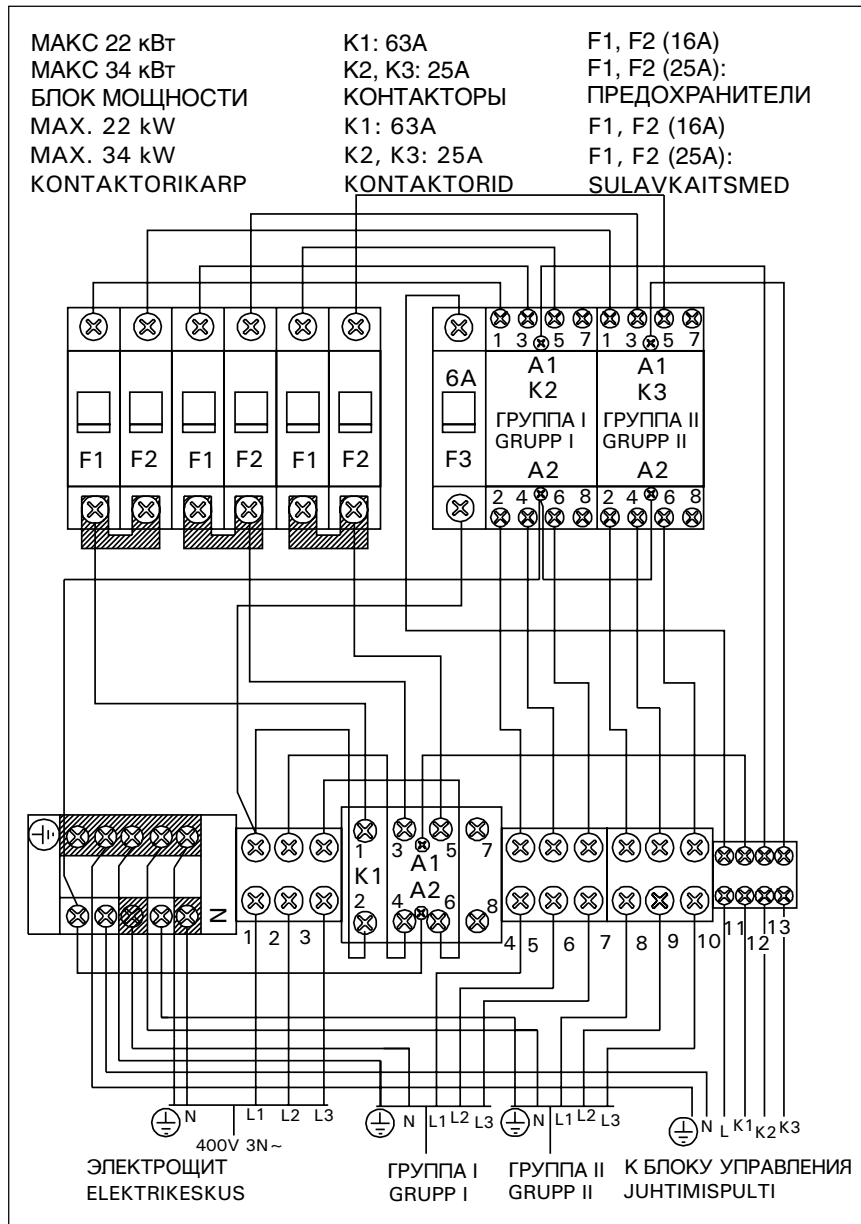 МАКС 22 кВт
МАКС 34 кВт
БЛОК МОЩНОСТИ
MAX. 22 kW
MAX. 34 kW
KONTAKTORIKARP
K1: 63A
K2, K3: 25A
КОНТАКТОРЫ
K1: 63A
K2, K3: 25A
KONTAKTORID
F1, F2 (16A)
F1, F2 (25A):
ПРЕДОХРАНИТЕЛИ
F1, F2 (16A)
F1, F2 (25A):
SULAVKAITSMED
1 3 5 7 1 3 5 7
6A
A1 A1
K2 K3
ГРУППА I ГРУППА II
GRUPP I GRUPP II
F1 F2 F1 F2 F1 F2 F3
A2 A2
2 4 6 8 2 4 6 8
1 3 5 7
K1 A1
A2
2 4 6 8
N
1 2 3 4 5 6 7 8 9 10 11 12 13
N L1 L2 L3
400V 3N~
N L1 L2 L3
N L1 L2 L3
N L K1 K2 K3
ЭЛЕКТРОЩИТ
ELEKTRIKESKUS
ГРУППА I
GRUPP I
ГРУППА II
GRUPP II
К БЛОКУ УПРАВЛЕНИЯ
JUHTIMISPULTI